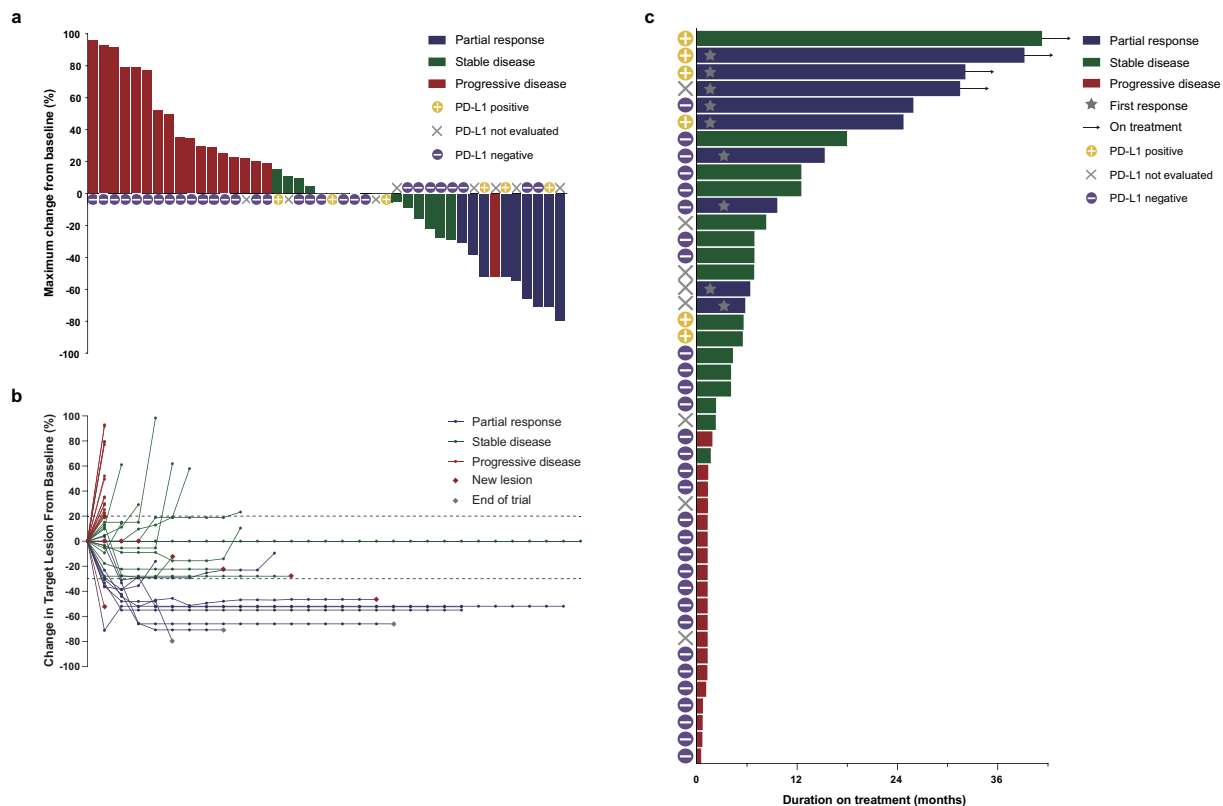 a
Maximum change from baseline (%)
100
80
60
40
20
0
-20
-40
-60
-80
-100
Partial response
Stable disease
Progressive disease
PD-L1 positive
PD-L1 not evaluated
PD-L1 negative
b
Change in Target Lesion From Baseline (%)
100
80
60
40
20
0
-20
-40
-60
-80
-100
Partial response
Stable disease
Progressive disease
New lesion
End of trial
c
Partial response
Stable disease
Progressive disease
First response
On treatment
PD-L1 positive
PD-L1 not evaluated
PD-L1 negative
0 12 24 36
Duration on treatment (months)